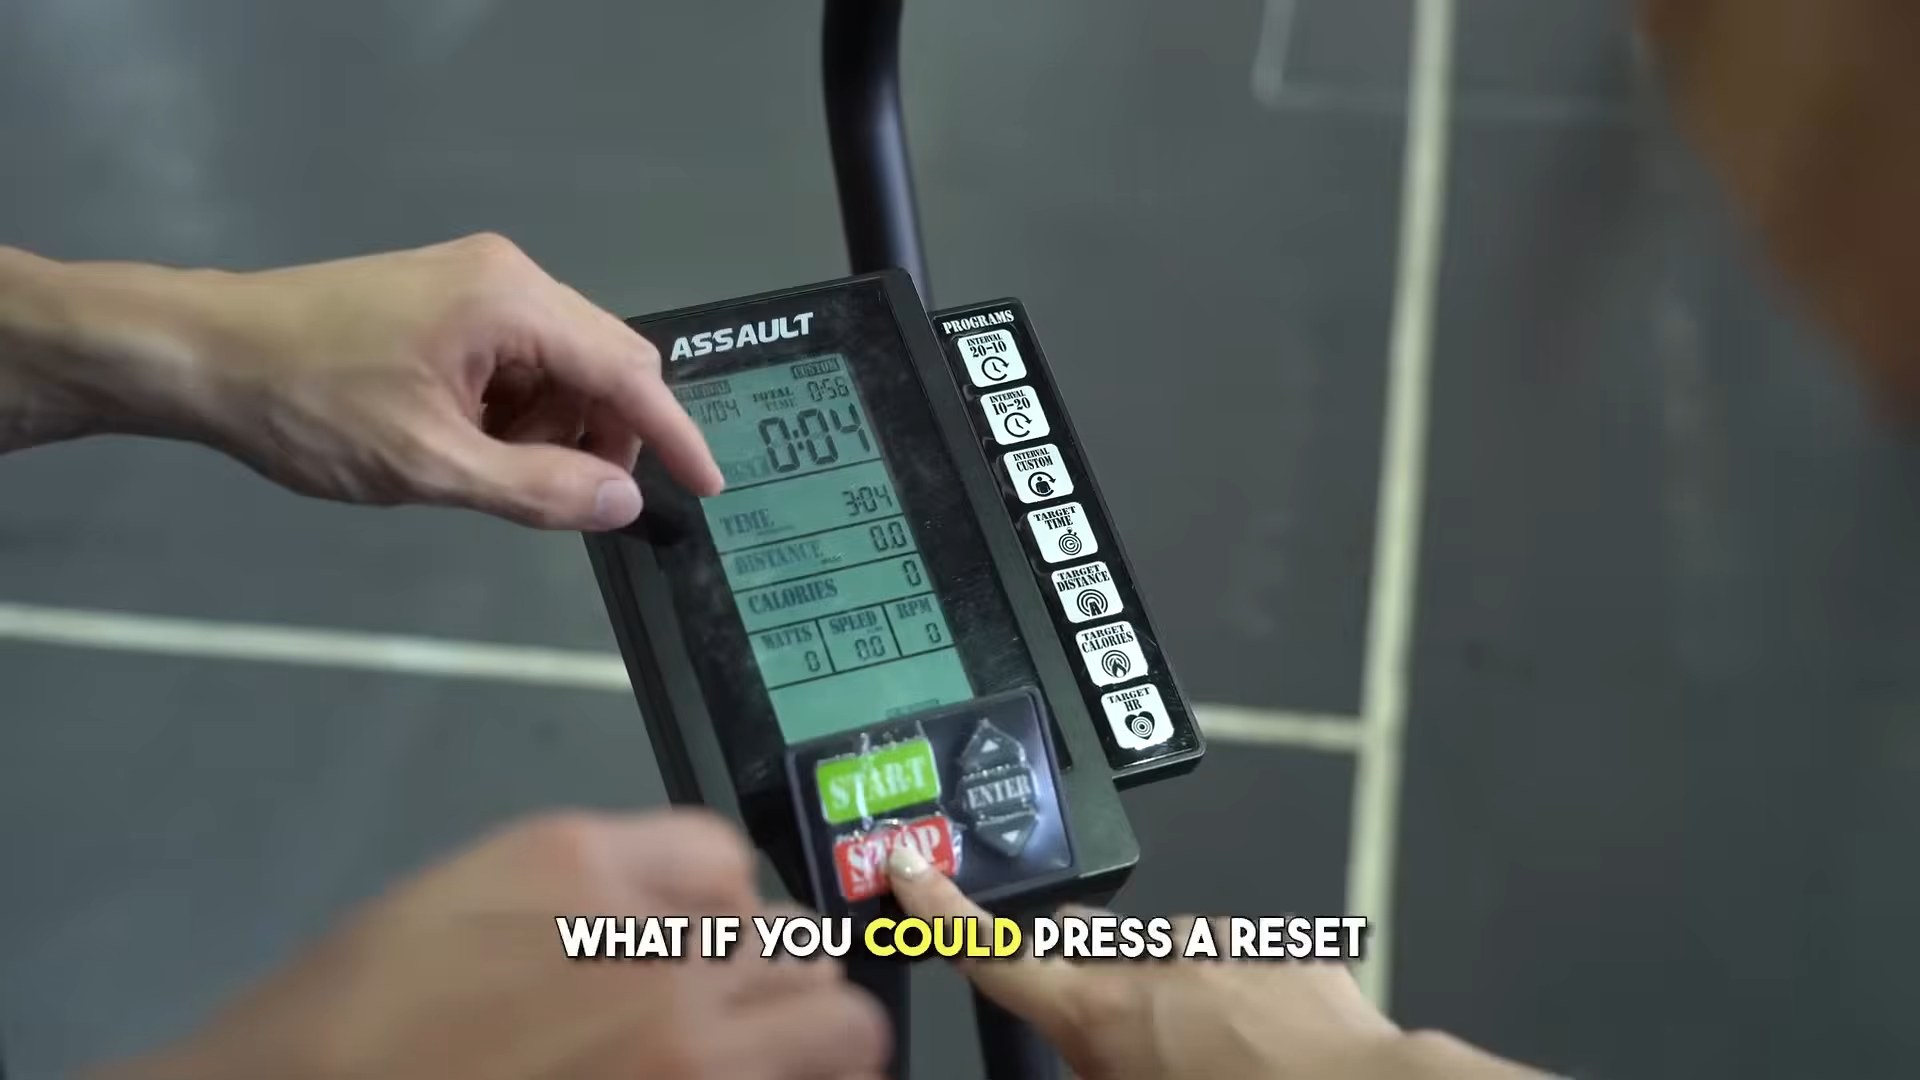 ASSAULT
CUSTOM
TOTAL TIME 0:56
0:04
TIME 3:04
DISTANCE 0.0
CALORIES 0
WATTS 0
SPEED 0.0
RPM 0
START
STOP
ENTER
PROGRAMS
INTERVAL 20-10
INTERVAL 10-20
INTERVAL CUSTOM
TARGET TIME
TARGET DISTANCE
TARGET CALORIES
TARGET HR
WHAT IF YOU COULD PRESS A RESET